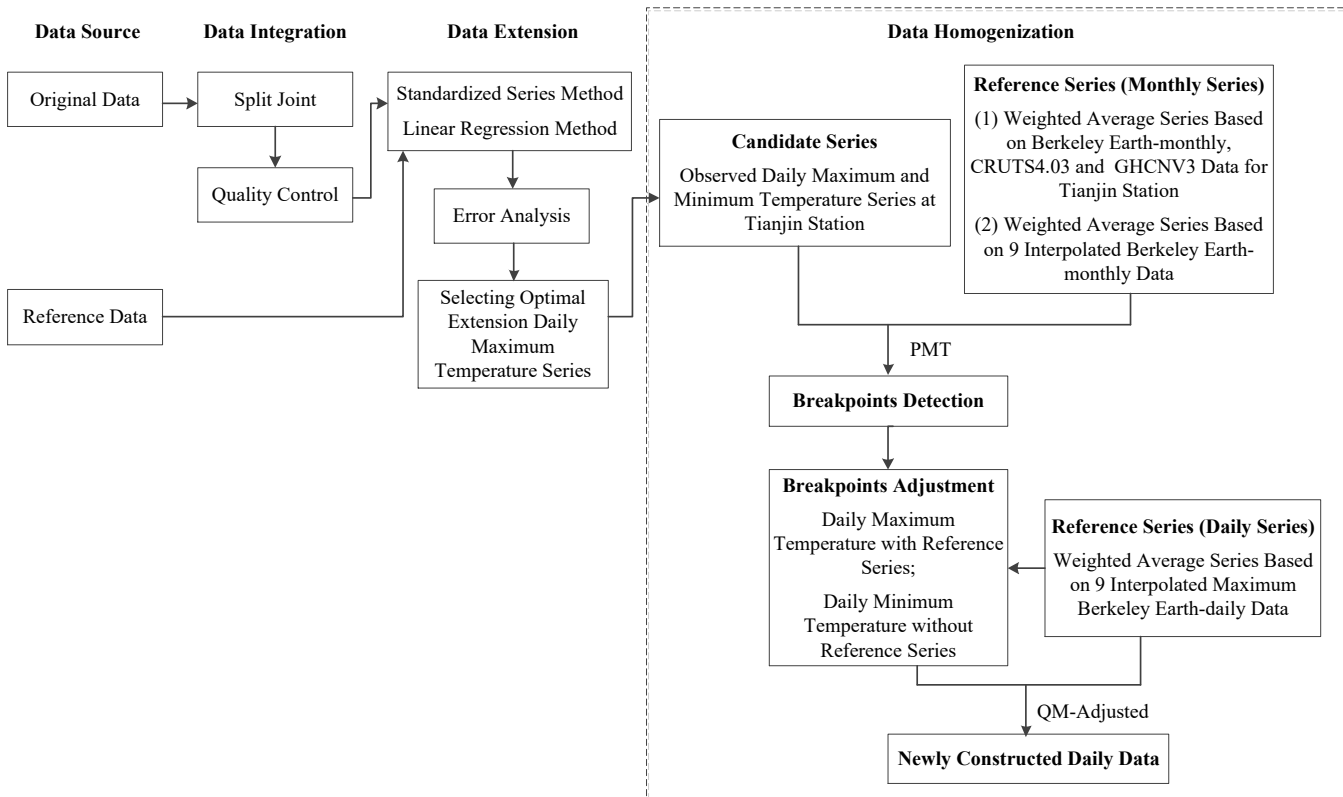 Data Source
Data Integration
Data Extension
Data Homogenization
Original Data
Split Joint
Quality Control
Reference Data
Standardized Series Method
Linear Regression Method
Error Analysis
Selecting Optimal
Extension Daily
Maximum
Temperature Series
Candidate Series
Observed Daily Maximum and
Minimum Temperature Series at
Tianjin Station
Reference Series (Monthly Series)
(1) Weighted Average Series Based
on Berkeley Earth-monthly,
CRUTS4.03 and GHCNV3 Data for
Tianjin Station
(2) Weighted Average Series Based
on 9 Interpolated Berkeley Earth-
monthly Data
PMT
Breakpoints Detection
Breakpoints Adjustment
Daily Maximum
Temperature with Reference
Series;
Daily Minimum
Temperature without
Reference Series
Reference Series (Daily Series)
Weighted Average Series Based
on 9 Interpolated Maximum
Berkeley Earth-daily Data
QM-Adjusted
Newly Constructed Daily Data